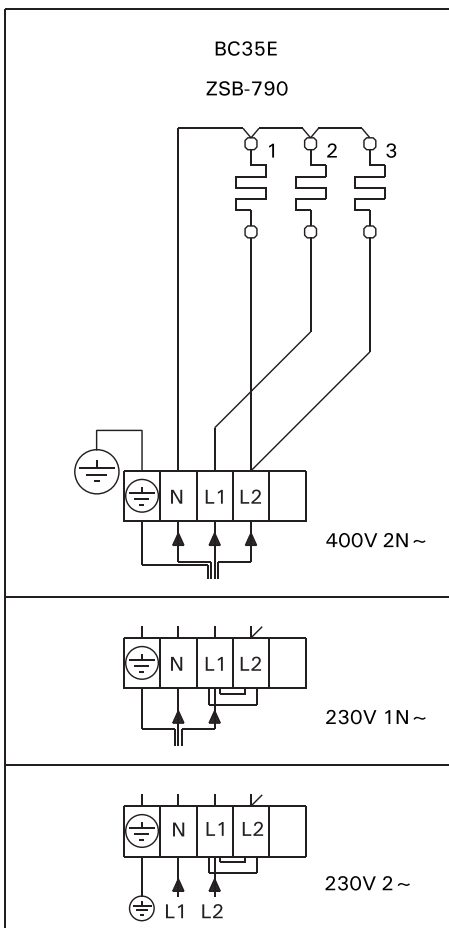 BC35E
ZSB-790
1 2 3
N L1 L2
400V 2N~
N L1 L2
230V 1N~
N L1 L2
230V 2~
L1 L2